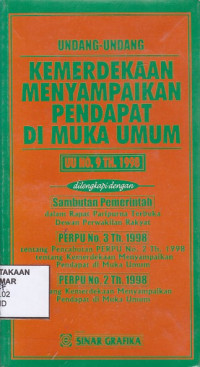 UNDANG-UNDANG
KEMERDEKAAN
MENYAMPAIKAN
PENDAPAT
DI MUKA UMUM
UU NO. 9 TH. 1998
dilengkapi dengan
Sambutan Pemerintah
dalam Rapat Paripurna Terbuka
Dewan Perwakilan Rakyat
PERPU No. 3 Th. 1998
tentang Pencabutan PERPU No. 2 Th. 1998
tentang Kemerdekaan Menyampaikan
Pendapat di Muka Umum
PERPU No. 2 Th. 1998
Kemerdekaan Menyampaikan
Pendapat di Muka Umum
SINAR GRAFIKA
TAKAAN
MAR